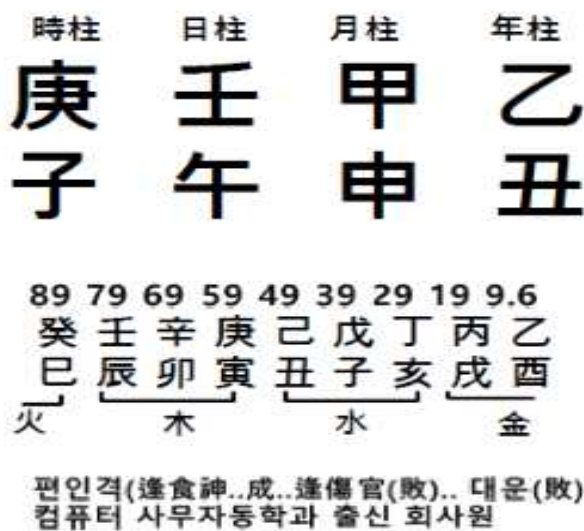 時柱 日柱 月柱 年柱
庚 壬 甲 乙
子 午 申 丑
89 79 69 59 49 39 29 19 9.6
癸 壬 辛 庚 己 戊 丁 丙 乙
巳 辰 卯 寅 丑 子 亥 戌 酉
火 木 水 金
편인격(逢食神..成..逢傷官(敗).. 대운(敗)
컴퓨터 사무자동학과 출신 회사원